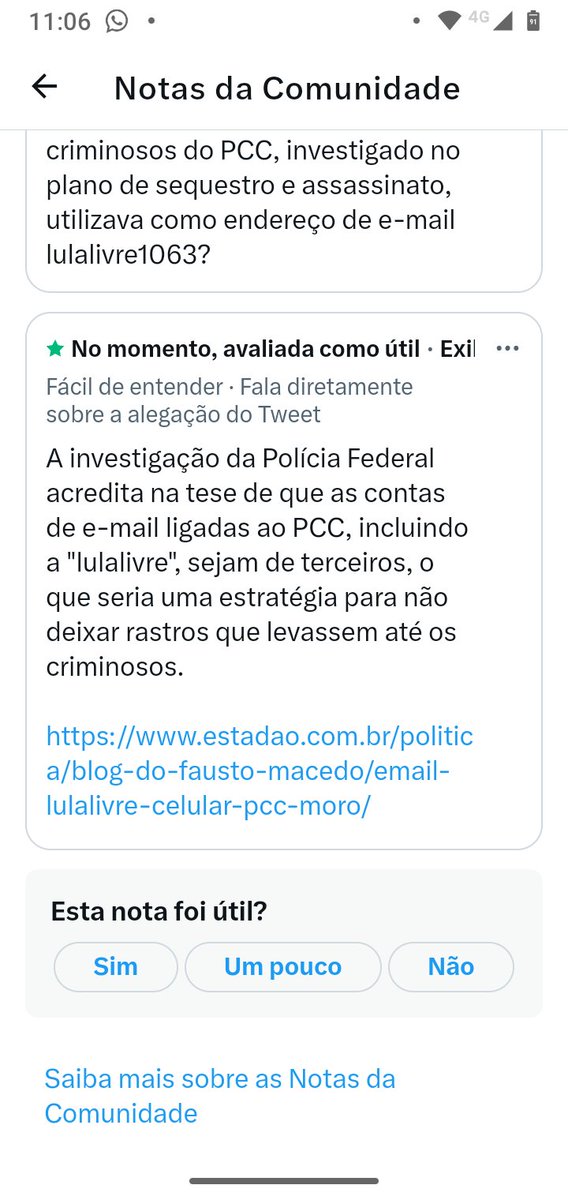 11:06
4G
91
Notas da Comunidade
criminosos do PCC, investigado no
plano de sequestro e assassinato,
utilizava como endereço de e-mail
lulalivre1063?
No momento, avaliada como útil · Exi
Fácil de entender · Fala diretamente
sobre a alegação do Tweet
A investigação da Polícia Federal
acredita na tese de que as contas
de e-mail ligadas ao PCC, incluindo
a "lulalivre", sejam de terceiros, o
que seria uma estratégia para não
deixar rastros que levassem até os
criminosos.
https://www.estadao.com.br/politic
a/blog-do-fausto-macedo/email-
lulalivre-celular-pcc-moro/
Esta nota foi útil?
Sim
Um pouco
Não
Saiba mais sobre as Notas da
Comunidade